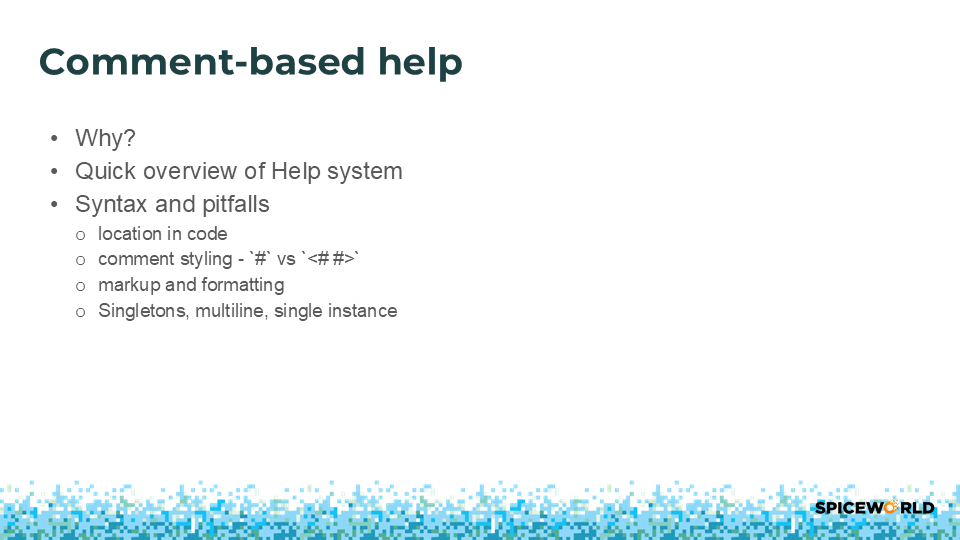 Comment-based help
• Why?
• Quick overview of Help system
• Syntax and pitfalls
o location in code
o comment styling - `#` vs `<# #>`
o markup and formatting
o Singletons, multiline, single instance
SPICEWORLD